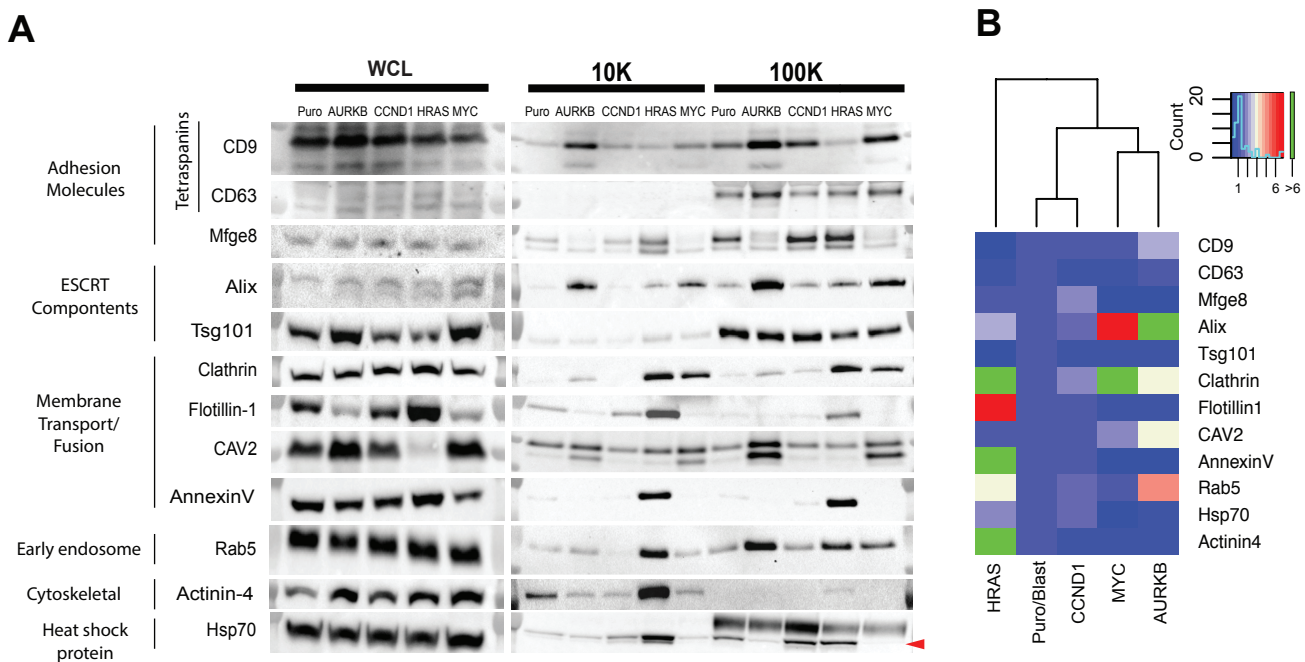 A
WCL
10K
100K
Puro AURKB CCND1 HRAS MYC
Puro AURKB CCND1 HRAS MYC
Puro AURKB CCND1 HRAS MYC
Adhesion
Molecules
Tetraspanins
CD9
CD63
Mfge8
ESCRT
Compontents
Alix
Tsg101
Membrane
Transport/
Fusion
Clathrin
Flotillin-1
CAV2
AnnexinV
Early endosome
Rab5
Cytoskeletal
Actinin-4
Heat shock
protein
Hsp70
B
Count
20
0
1
6
>6
CD9
CD63
Mfge8
Alix
Tsg101
Clathrin
Flotillin1
CAV2
AnnexinV
Rab5
Hsp70
Actinin4
HRAS
Puro/Blast
CCND1
MYC
AURKB